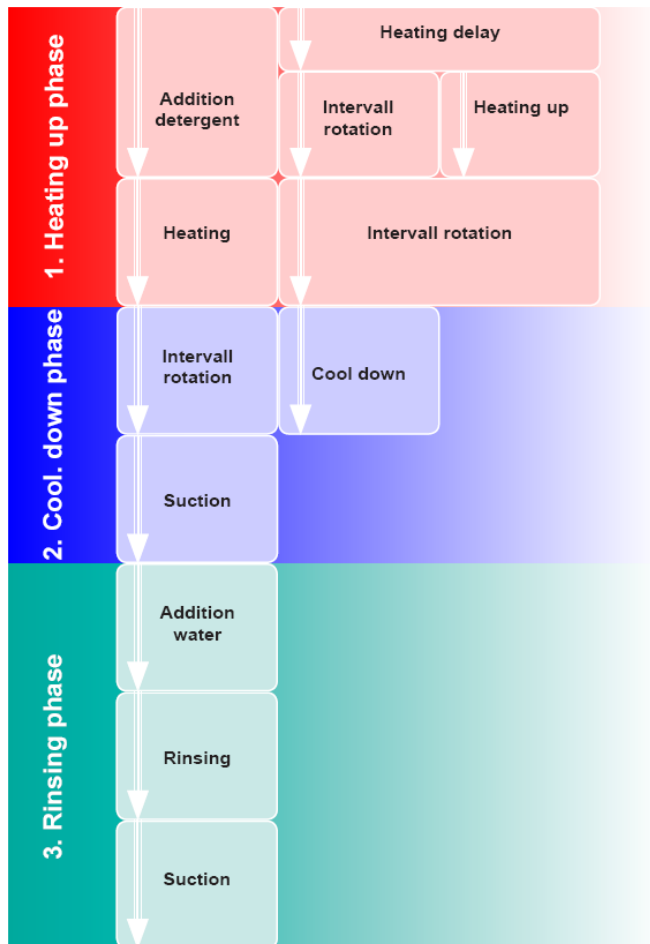 1. Heating up phase
Heating delay
Addition
detergent
Intervall
rotation
Heating up
Heating
Intervall rotation
2. Cool. down phase
Intervall
rotation
Cool down
Suction
3. Rinsing phase
Addition
water
Rinsing
Suction